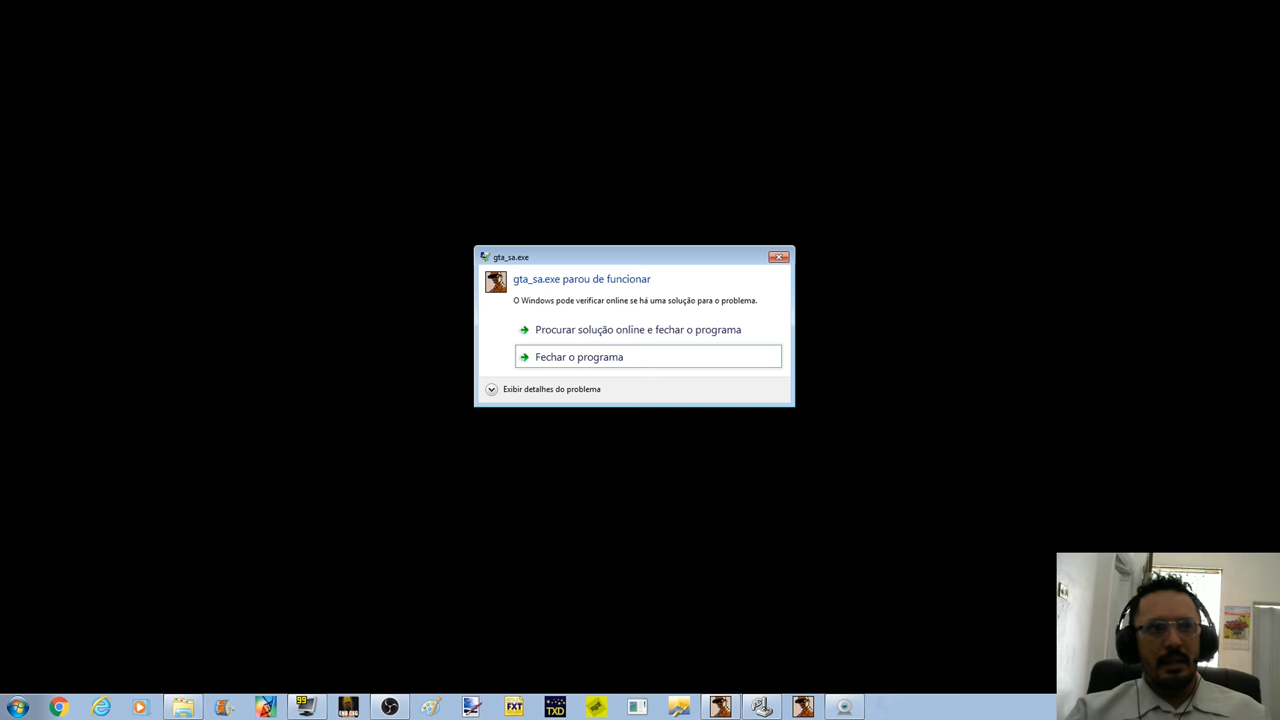 gta_sa.exe
gta_sa.exe parou de funcionar
O Windows pode verificar online se há uma solução para o problema.
Procurar solução online e fechar o programa
Fechar o programa
Exibir detalhes do problema
99
FXT
TXD